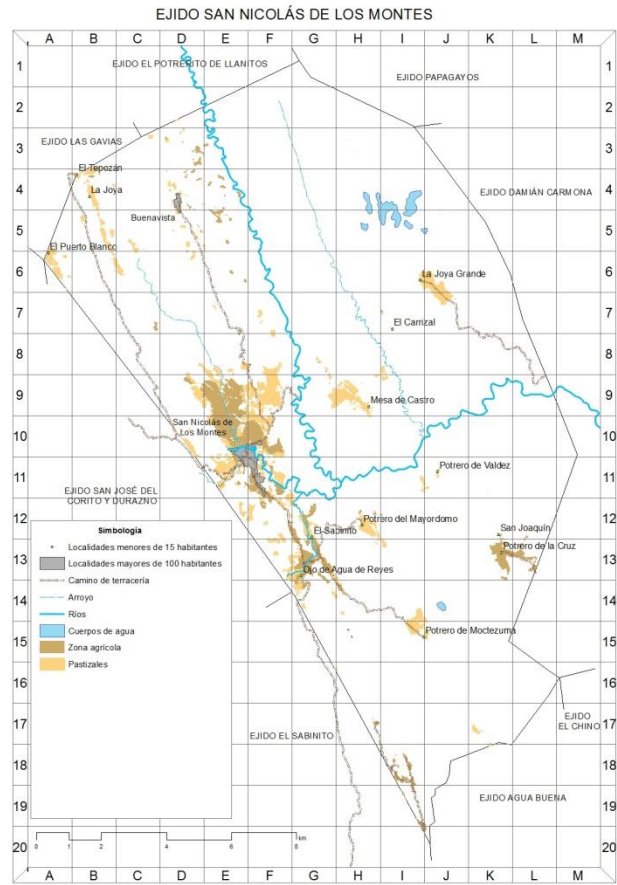 EJIDO SAN NICOLÁS DE LOS MONTES
A B C D E F G H I J K L M
1 1
EJIDO EL POTRERITO DE LLANITOS
EJIDO PAPAGAYOS
2 2
3 3
EJIDO LAS GAVIAS
El Tepozán
4 4
La Joya
EJIDO DAMIÁN CARMONA
Buenavista
5 5
El Puerto Blanco
6 6
La Joya Grande
7 7
El Carrizal
8 8
9 9
Mesa de Castro
San Nicolás de
Los Montes
10 10
11 11
Potrero de Valdez
EJIDO SAN JOSÉ DEL
CORITO Y DURAZNO
12 12
Potrero del Mayordomo
El Sabinito
San Joaquín
Simbología
Localidades menores de 15 habitantes
Localidades mayores de 100 habitantes
Camino de terracería
Arroyo
Ríos
Cuerpos de agua
Zona agrícola
Pastizales
13 13
Potrero de la Cruz
Ojo de Agua de Reyes
14 14
15 15
Potrero de Moctezuma
16 16
17 17
EJIDO
EL CHINO
EJIDO EL SABINITO
18 18
19 19
EJIDO AGUA BUENA
20 20
km
0 1 2 4 6 8
A B C D E F G H I J K L M